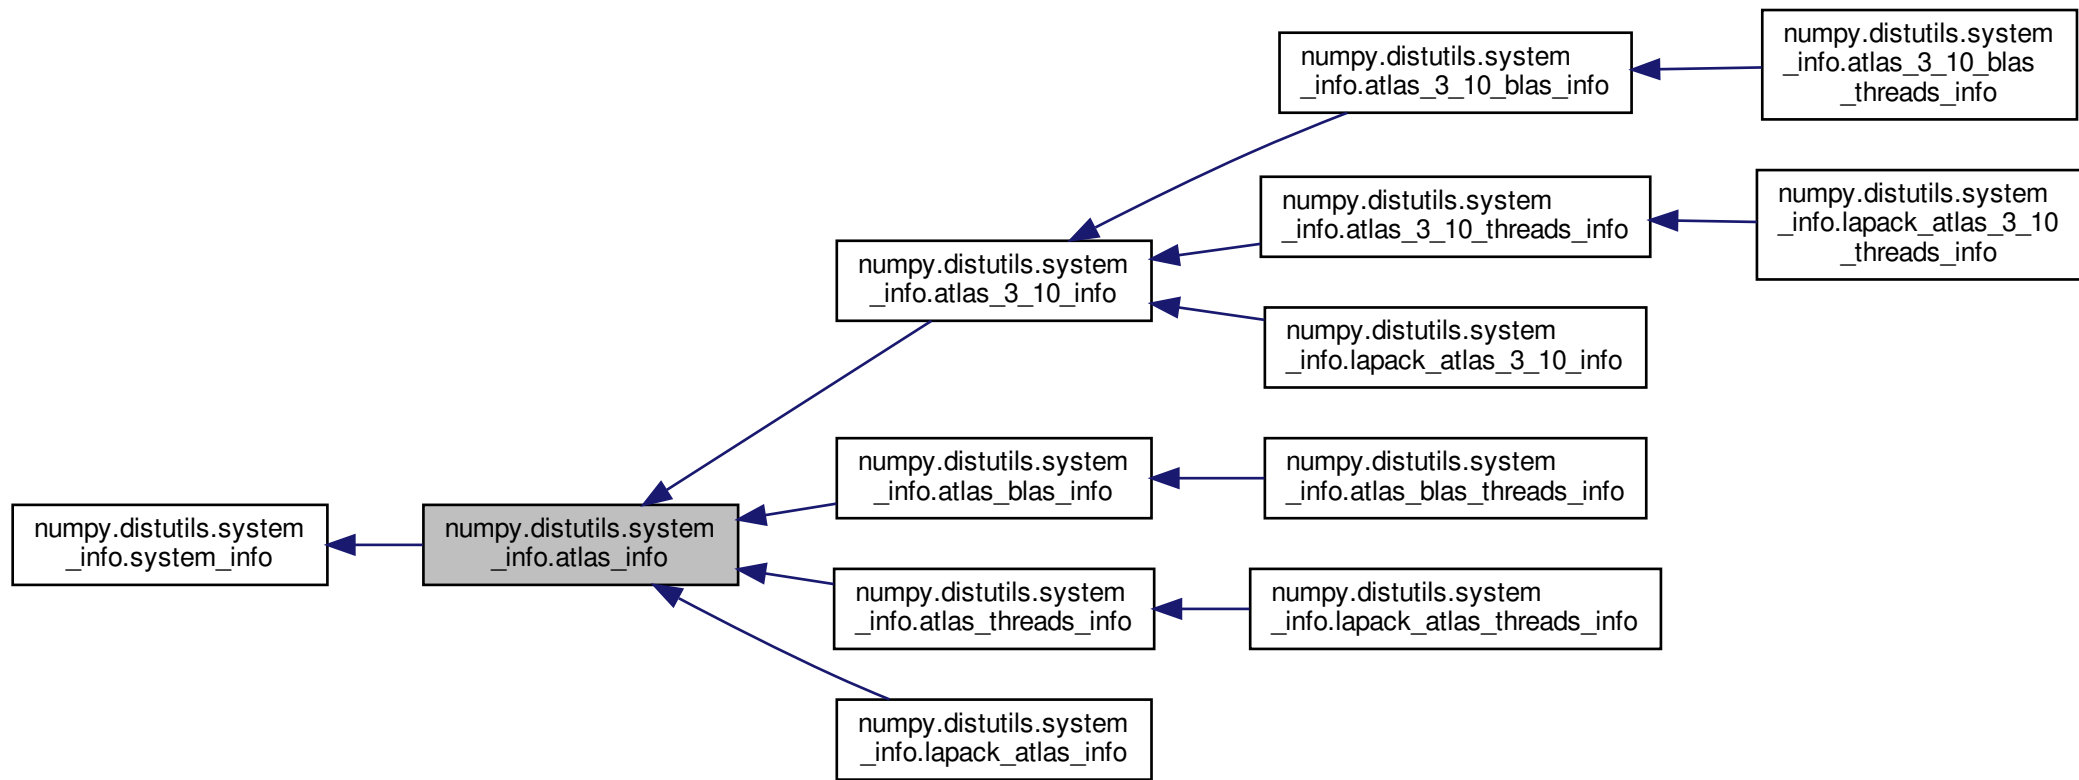 numpy.distutils.system
_info.system_info
numpy.distutils.system
_info.atlas_info
numpy.distutils.system
_info.atlas_3_10_info
numpy.distutils.system
_info.atlas_blas_info
numpy.distutils.system
_info.atlas_threads_info
numpy.distutils.system
_info.lapack_atlas_info
numpy.distutils.system
_info.atlas_3_10_blas_info
numpy.distutils.system
_info.atlas_3_10_threads_info
numpy.distutils.system
_info.lapack_atlas_3_10_info
numpy.distutils.system
_info.atlas_blas_threads_info
numpy.distutils.system
_info.lapack_atlas_threads_info
numpy.distutils.system
_info.atlas_3_10_blas
_threads_info
numpy.distutils.system
_info.lapack_atlas_3_10
_threads_info